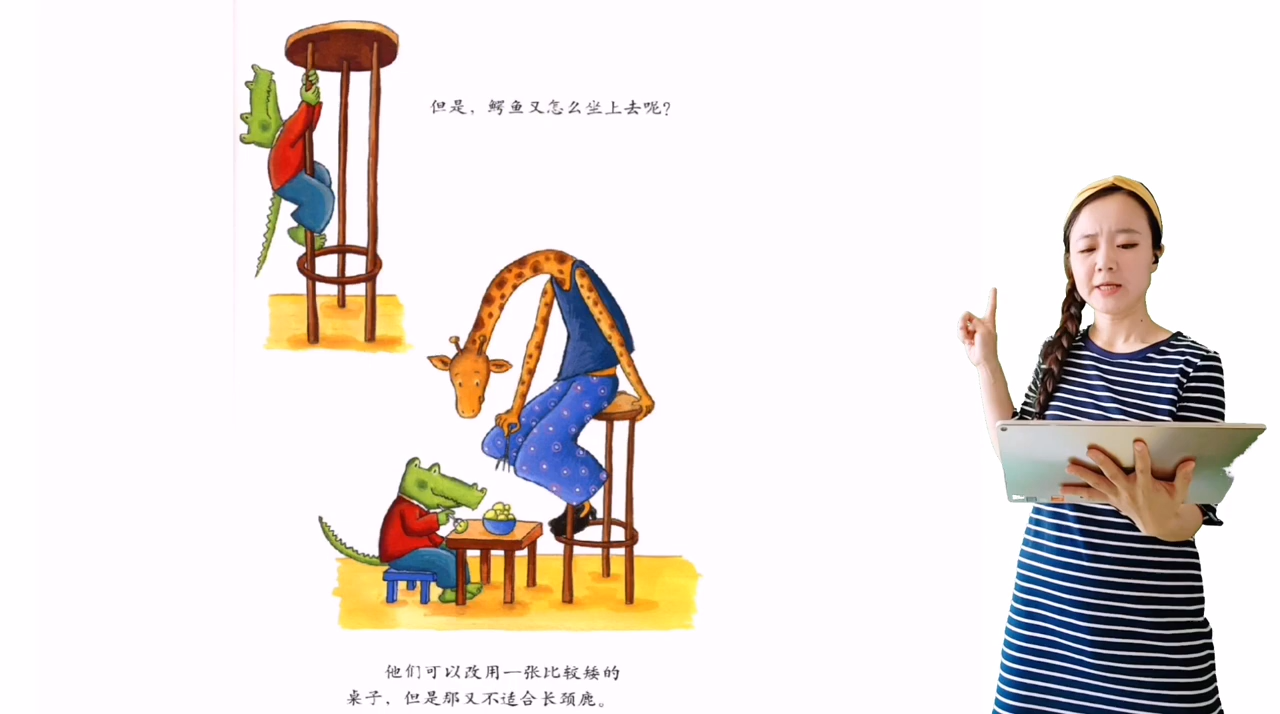 但是，鳄鱼又怎么坐上去呢？
他们可以改用一张比较矮的
桌子，但是那又不适合长颈鹿。